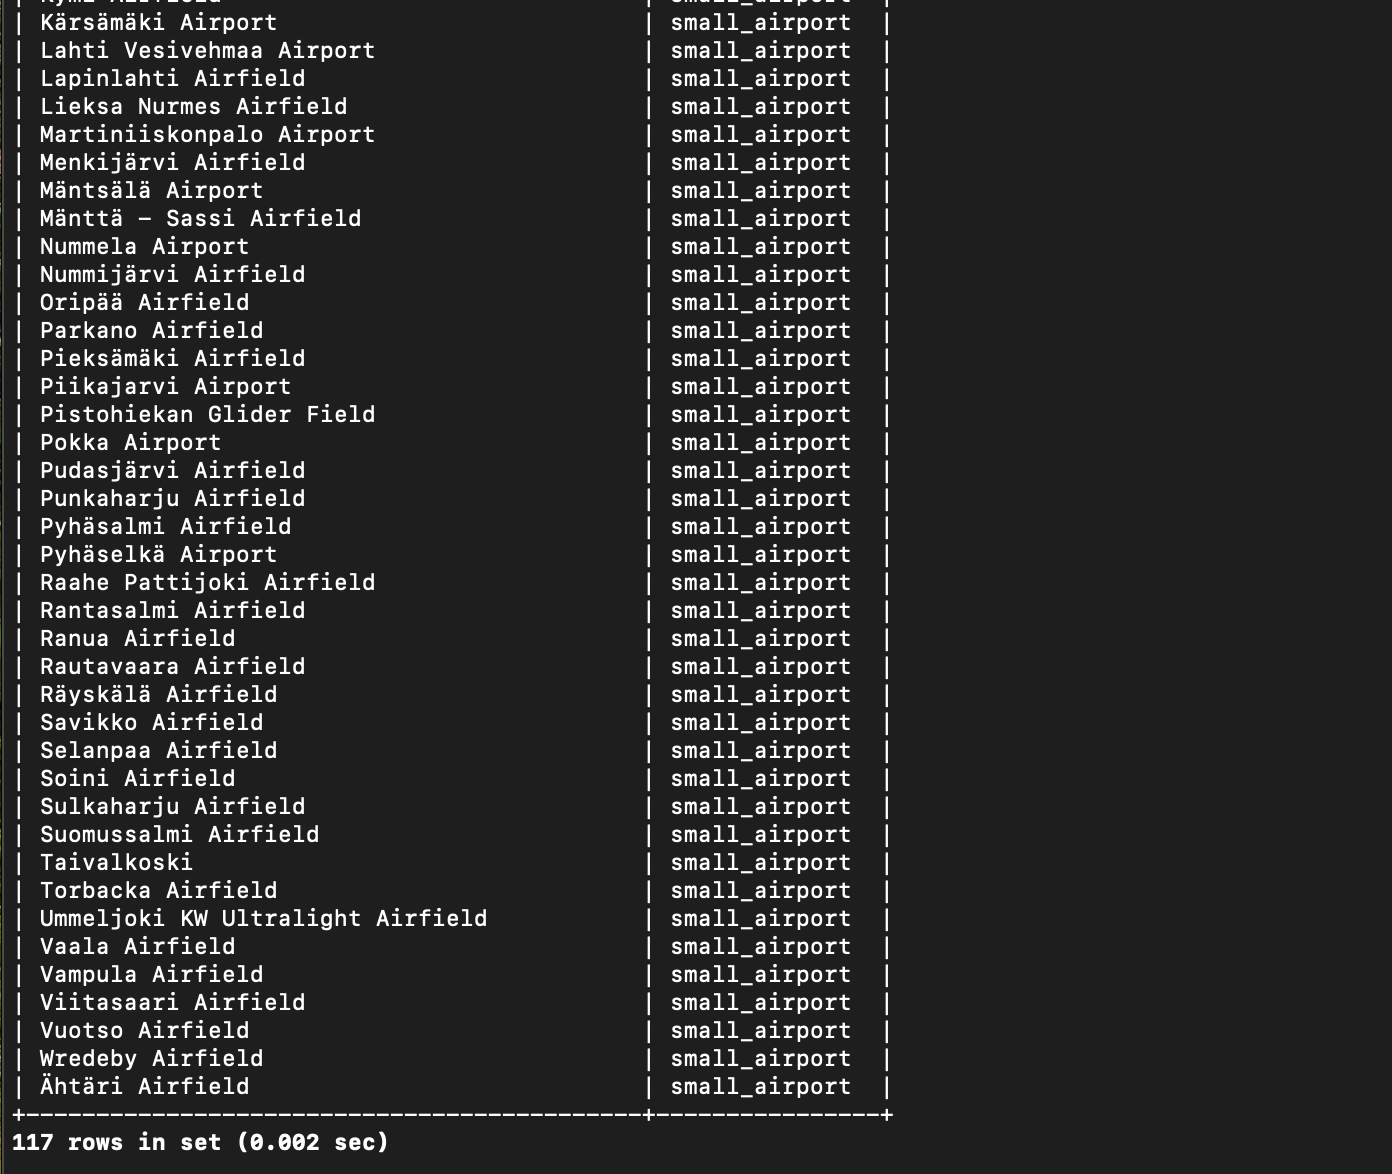 | Kymi Airfield | small_airport |
| Kärsämäki Airport | small_airport |
| Lahti Vesivehmaa Airport | small_airport |
| Lapinlahti Airfield | small_airport |
| Lieksa Nurmes Airfield | small_airport |
| Martiniiskonpalo Airport | small_airport |
| Menkijärvi Airfield | small_airport |
| Mäntsälä Airport | small_airport |
| Mänttä – Sassi Airfield | small_airport |
| Nummela Airport | small_airport |
| Nummijärvi Airfield | small_airport |
| Oripää Airfield | small_airport |
| Parkano Airfield | small_airport |
| Pieksämäki Airfield | small_airport |
| Piikajarvi Airport | small_airport |
| Pistohiekan Glider Field | small_airport |
| Pokka Airport | small_airport |
| Pudasjärvi Airfield | small_airport |
| Punkaharju Airfield | small_airport |
| Pyhäsalmi Airfield | small_airport |
| Pyhäselkä Airport | small_airport |
| Raahe Pattijoki Airfield | small_airport |
| Rantasalmi Airfield | small_airport |
| Ranua Airfield | small_airport |
| Rautavaara Airfield | small_airport |
| Räyskälä Airfield | small_airport |
| Savikko Airfield | small_airport |
| Selanpaa Airfield | small_airport |
| Soini Airfield | small_airport |
| Sulkaharju Airfield | small_airport |
| Suomussalmi Airfield | small_airport |
| Taivalkoski | small_airport |
| Torbacka Airfield | small_airport |
| Ummeljoki KW Ultralight Airfield | small_airport |
| Vaala Airfield | small_airport |
| Vampula Airfield | small_airport |
| Viitasaari Airfield | small_airport |
| Vuotso Airfield | small_airport |
| Wredeby Airfield | small_airport |
| Ähtäri Airfield | small_airport |
+---------------------------------------------+----------------+
117 rows in set (0.002 sec)